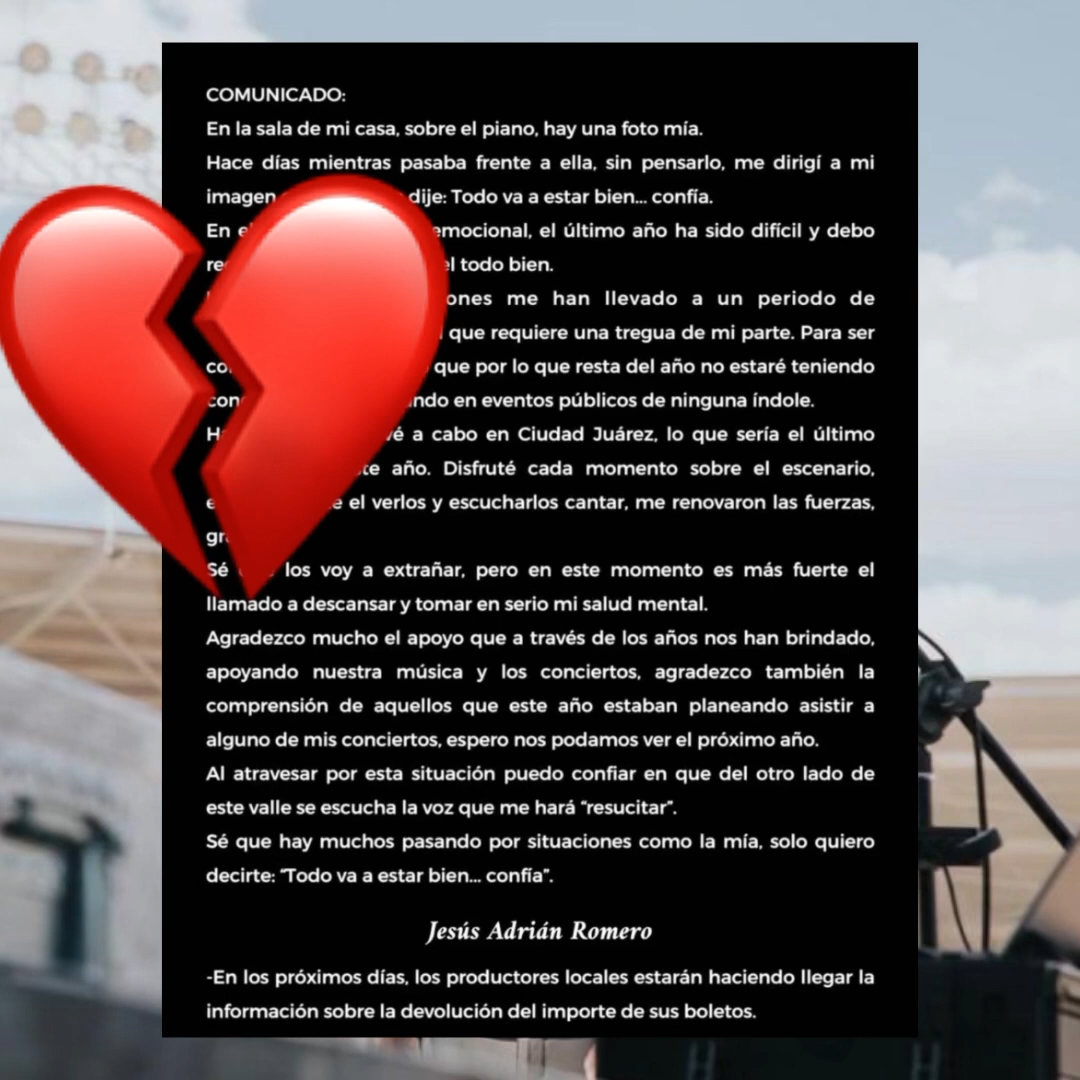 COMUNICADO:
En la sala de mi casa, sobre el piano, hay una foto mía.
Hace días mientras pasaba frente a ella, sin pensarlo, me dirigí a mi
imagen dije: Todo va a estar bien... confía.
En emocional, el último año ha sido difícil y debo
todo bien.
me han llevado a un periodo de
que requiere una tregua de mi parte. Para ser
que por lo que resta del año no estaré teniendo
en eventos públicos de ninguna índole.
a cabo en Ciudad Juárez, lo que sería el último
año. Disfruté cada momento sobre el escenario,
el verlos y escucharlos cantar, me renovaron las fuerzas,
Sé los voy a extrañar, pero en este momento es más fuerte el
llamado a descansar y tomar en serio mi salud mental.
Agradezco mucho el apoyo que a través de los años nos han brindado,
apoyando nuestra música y los conciertos, agradezco también la
comprensión de aquellos que este año estaban planeando asistir a
alguno de mis conciertos, espero nos podamos ver el próximo año.
Al atravesar por esta situación puedo confiar en que del otro lado de
este valle se escucha la voz que me hará “resucitar”.
Sé que hay muchos pasando por situaciones como la mía, solo quiero
decirte: “Todo va a estar bien... confía”.
Jesús Adrián Romero
-En los próximos días, los productores locales estarán haciendo llegar la
información sobre la devolución del importe de sus boletos.